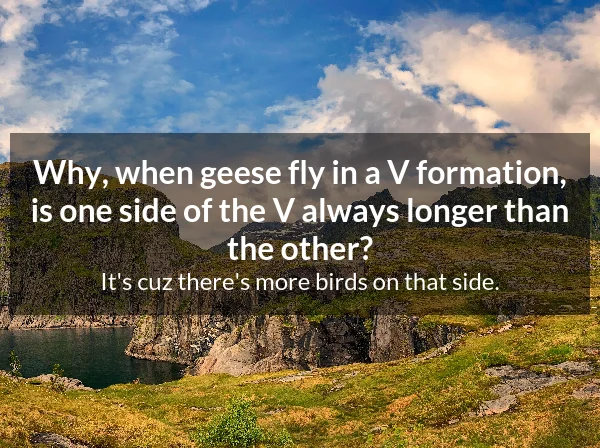 Why, when geese fly in a V formation,
is one side of the V always longer than
the other?
It's cuz there's more birds on that side.